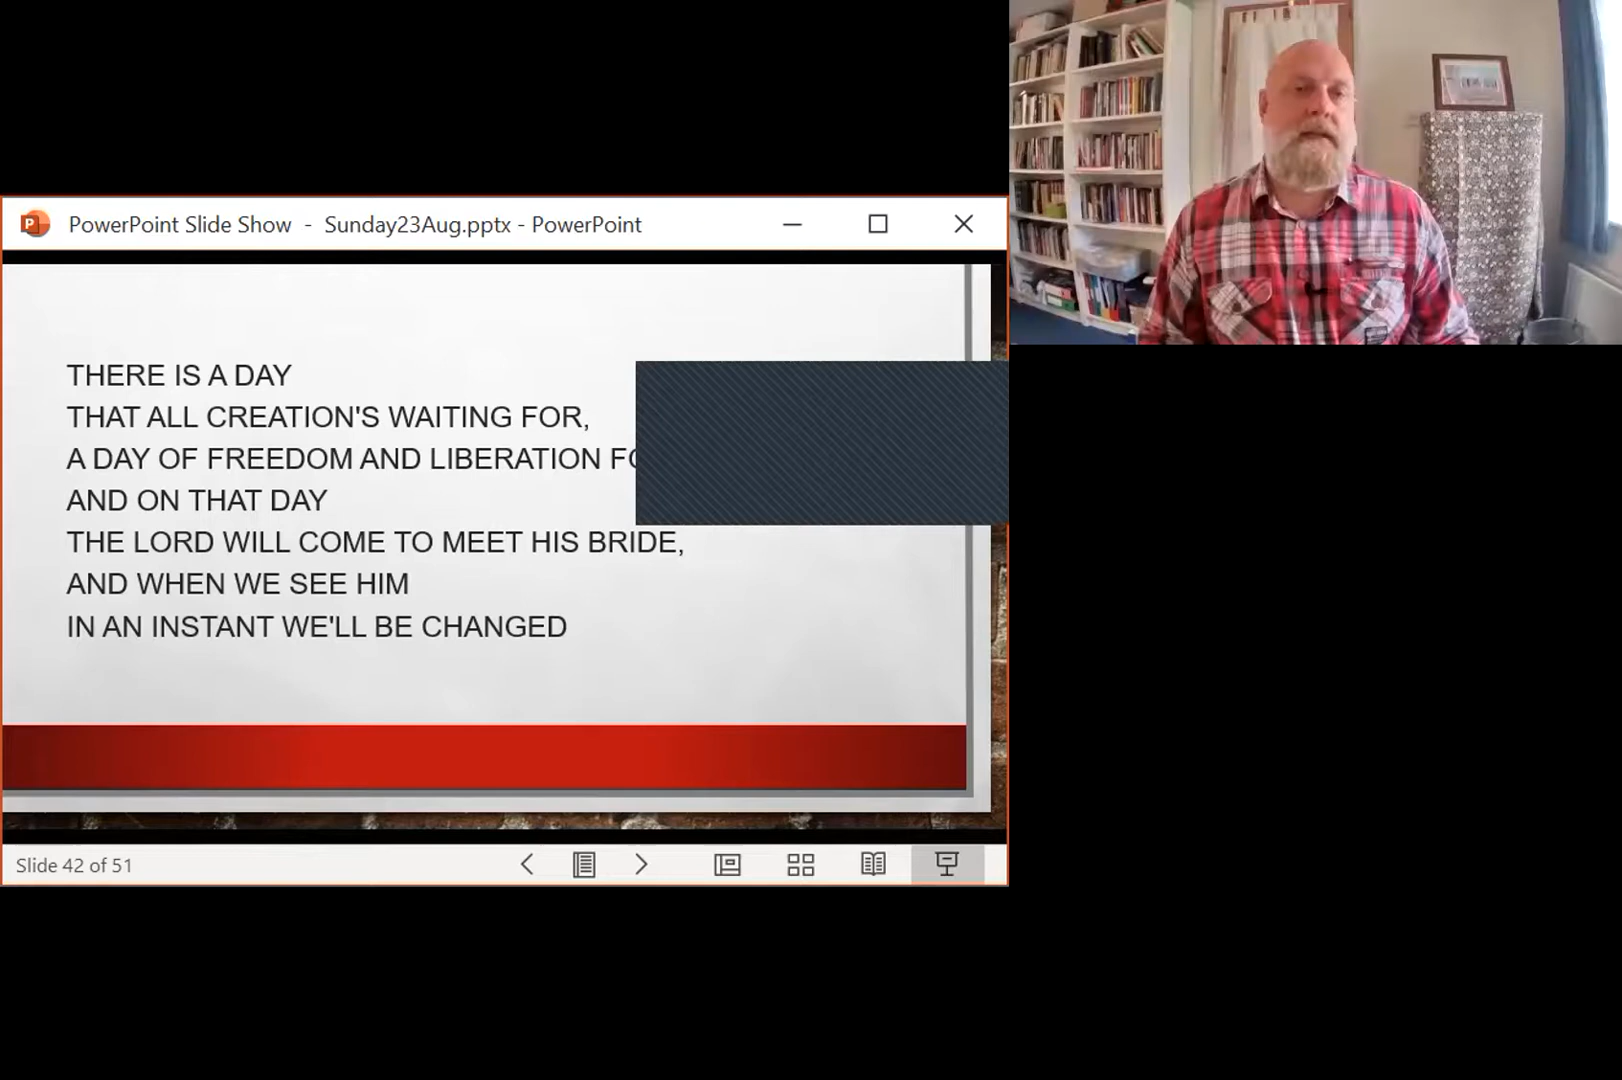 PowerPoint Slide Show - Sunday23Aug.pptx - PowerPoint
THERE IS A DAY
THAT ALL CREATION'S WAITING FOR,
A DAY OF FREEDOM AND LIBERATION
AND ON THAT DAY
THE LORD WILL COME TO MEET HIS BRIDE,
AND WHEN WE SEE HIM
IN AN INSTANT WE'LL BE CHANGED
Slide 42 of 51